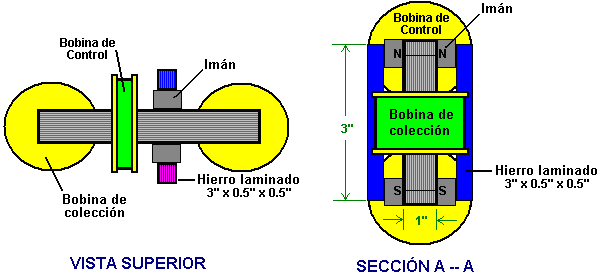 Bobina de
Control
Imán
Hierro laminado
3" x 0.5" x 0.5"
Bobina de
colección
VISTA SUPERIOR
Bobina de
Control
Imán
N
N
3"
Bobina de
colección
Hierro laminado
3" x 0.5" x 0.5"
S
S
1"
SECCIÓN A -- A